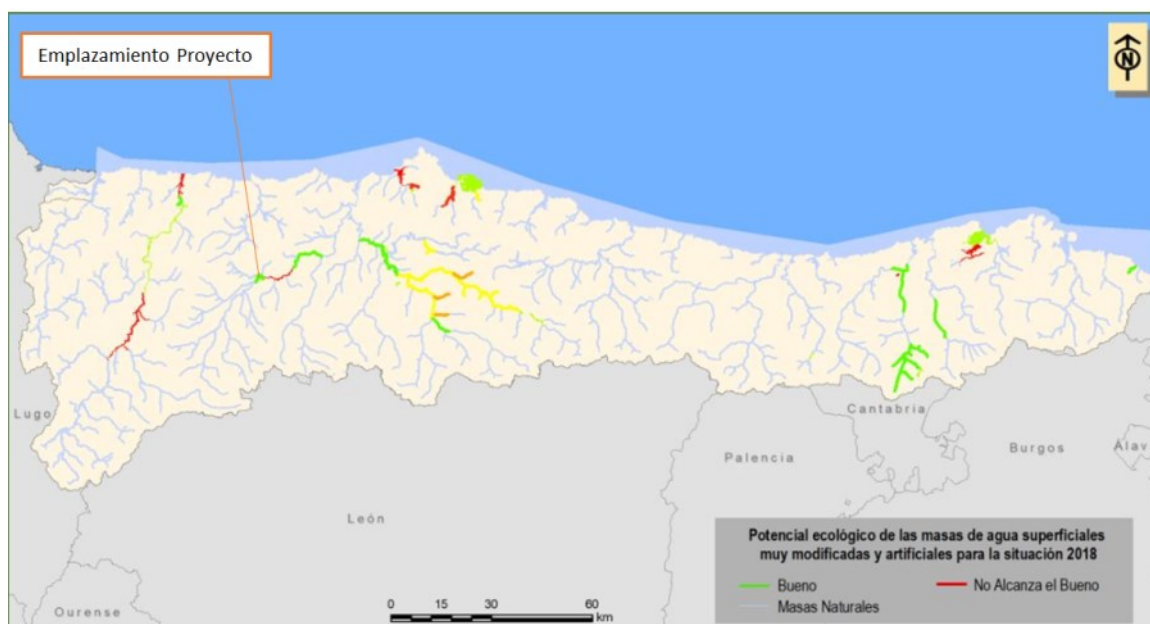 Emplazamiento Proyecto
N
Lugo
León
Ourense
Palencia
Cantabria
Burgos
Álav
Potencial ecológico de las masas de agua superficiales
muy modificadas y artificiales para la situación 2018
Bueno
No Alcanza el Bueno
Masas Naturales
0 15 30 60
km